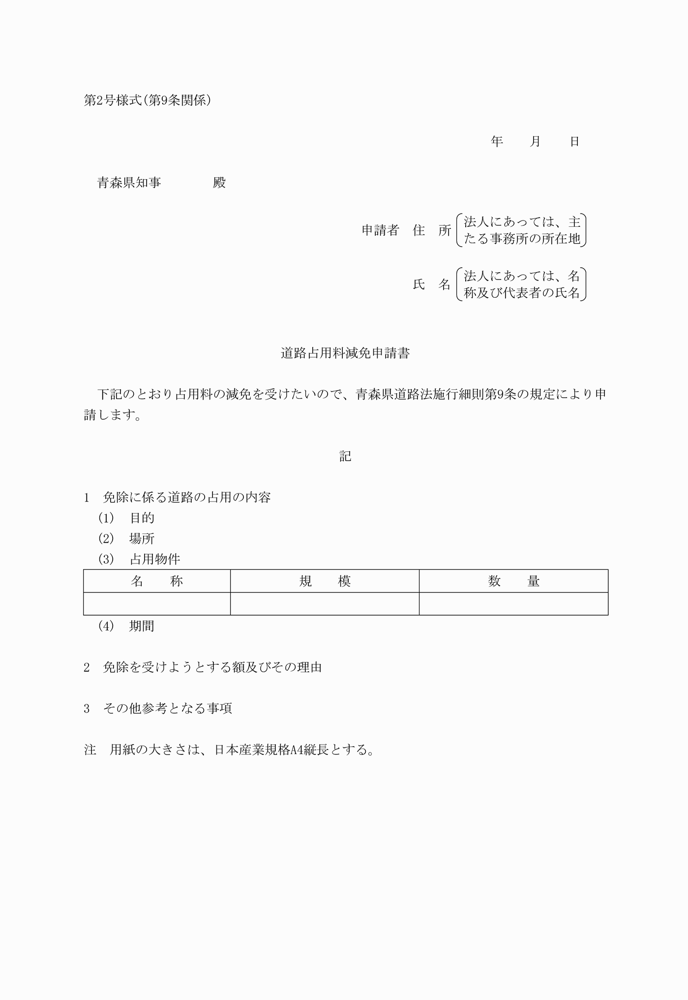 第2号様式(第9条関係)
年　　月　　日
青森県知事　　　　殿
申請者　住　所　法人にあっては、主
たる事務所の所在地
氏　名　法人にあっては、名
称及び代表者の氏名
道路占用料減免申請書
下記のとおり占用料の減免を受けたいので、青森県道路法施行細則第9条の規定により申
請します。
記
1　免除に係る道路の占用の内容
(1)　目的
(2)　場所
(3)　占用物件
名　　称　規　　模　数　　量
(4)　期間
2　免除を受けようとする額及びその理由
3　その他参考となる事項
注　用紙の大きさは、日本産業規格A4縦長とする。